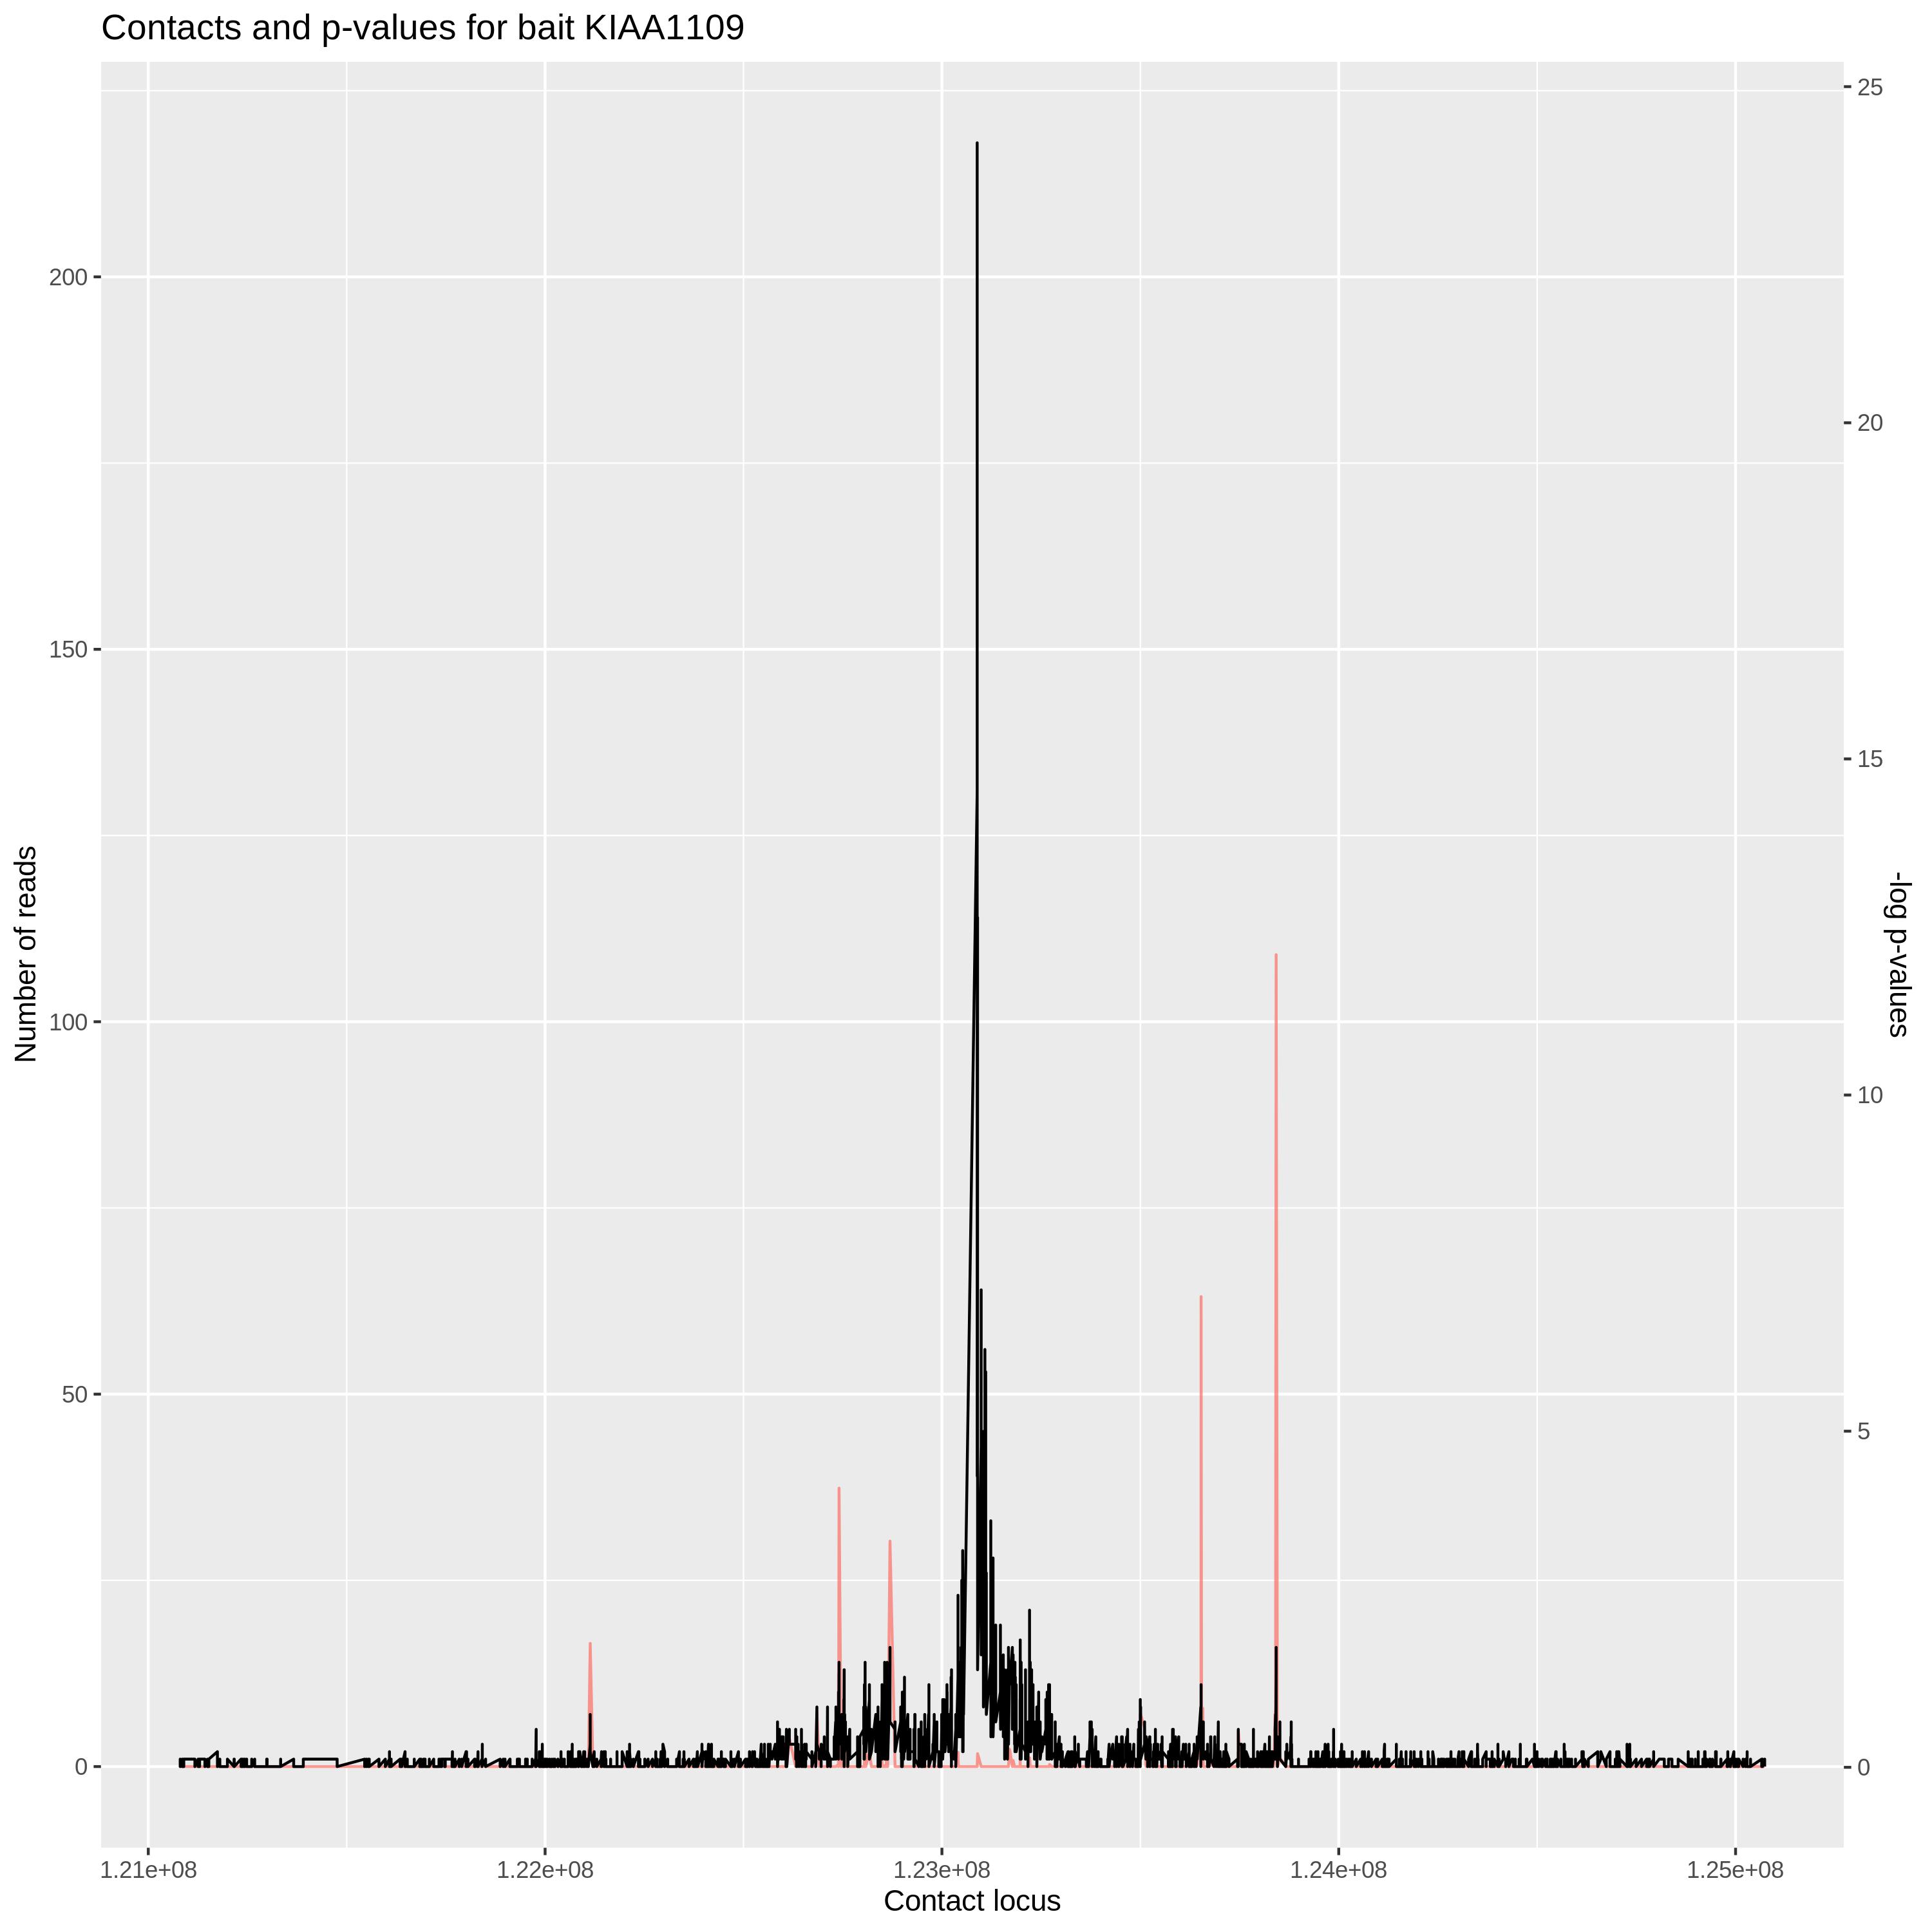 Contacts and p-values for bait KIAA1109
25
20
15
10
5
0
200
150
100
50
0
Number of reads
-log p-values
1.21e+08 1.22e+08 1.23e+08 1.24e+08 1.25e+08
Contact locus